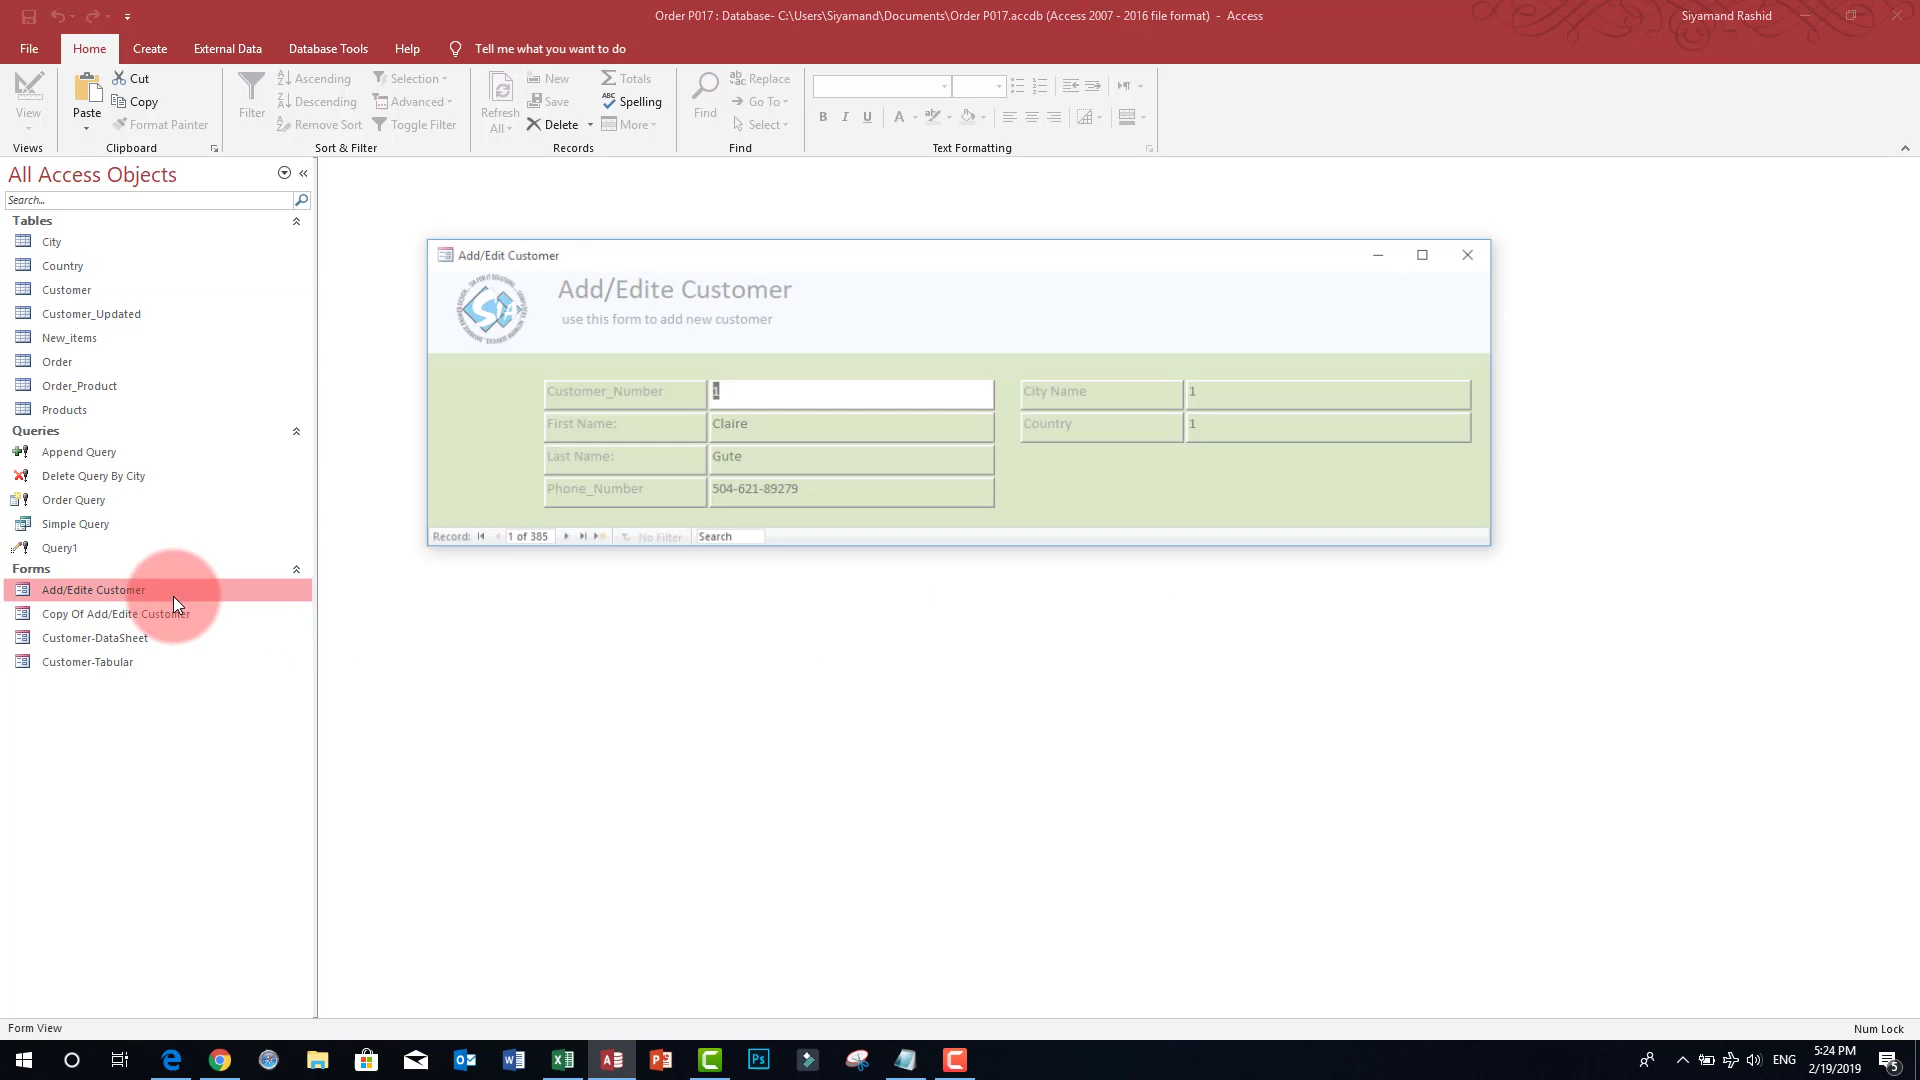 Order P017 : Database- C:\Users\Siyamand\Documents\Order P017.accdb (Access 2007 - 2016 file format)  -  Access
Siyamand Rashid
File
Home
Create
External Data
Database Tools
Help
Tell me what you want to do
View
Views
Paste
Cut
Copy
Format Painter
Clipboard
Filter
Ascending
Descending
Remove Sort
Selection
Advanced
Toggle Filter
Sort & Filter
Refresh
All
New
Save
Delete
Totals
Spelling
More
Records
Find
Replace
Go To
Select
Find
B I U
A
Text Formatting
All Access Objects
Search...
Tables
City
Country
Customer
Customer_Updated
New_items
Order
Order_Product
Products
Queries
Append Query
Delete Query By City
Order Query
Simple Query
Query1
Forms
Add/Edite Customer
Copy Of Add/Edite Customer
Customer-DataSheet
Customer-Tabular
Add/Edit Customer
Add/Edite Customer
use this form to add new customer
Customer_Number 1
First Name: Claire
Last Name: Gute
Phone_Number 504-621-89279
City Name 1
Country 1
Record: 1 of 385 No Filter Search
Form View
Num Lock
ENG
5:24 PM
2/19/2019
5